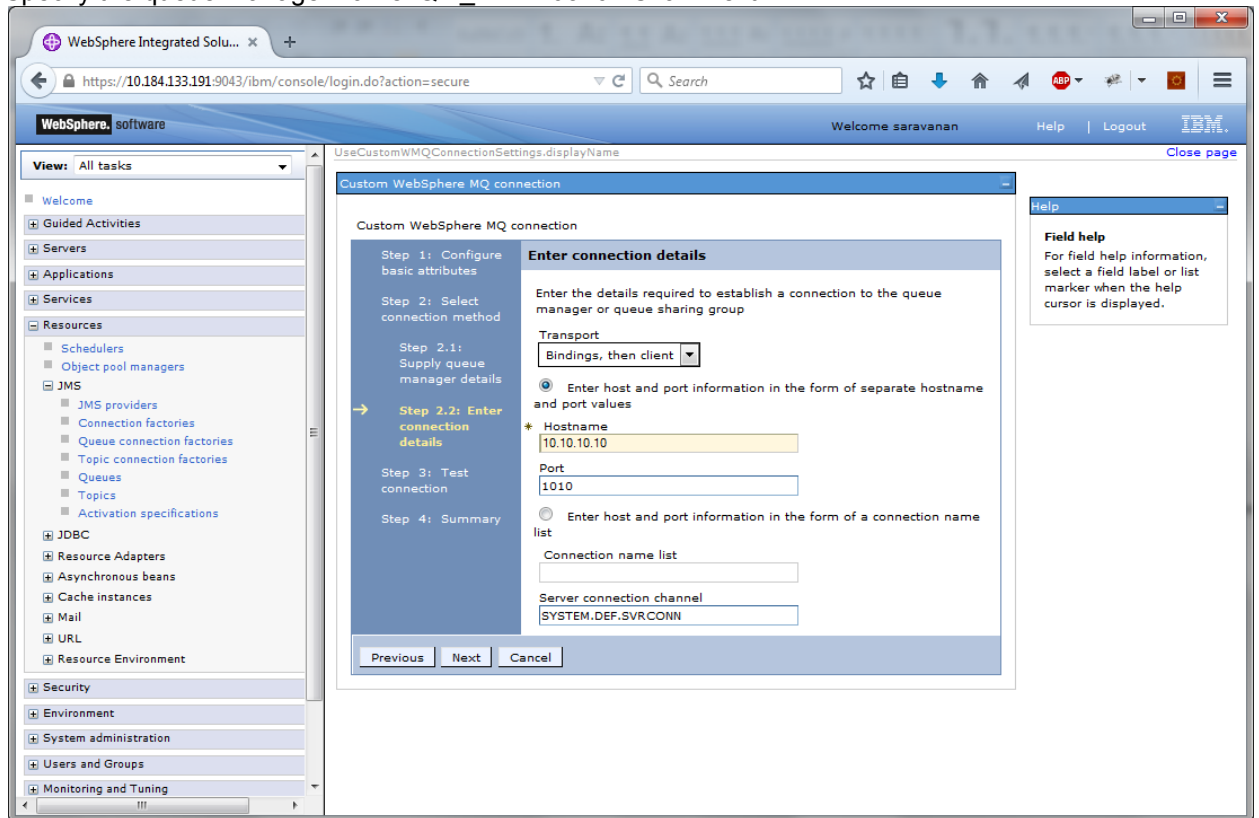 WebSphere Integrated Solu... × +
https://10.184.133.191:9043/ibm/console/login.do?action=secure
Search
ABP
WebSphere. software
Welcome saravanan
Help | Logout
IBM.
View: All tasks
Welcome
Guided Activities
Servers
Applications
Services
Resources
Schedulers
Object pool managers
JMS
JMS providers
Connection factories
Queue connection factories
Topic connection factories
Queues
Topics
Activation specifications
JDBC
Resource Adapters
Asynchronous beans
Cache instances
Mail
URL
Resource Environment
Security
Environment
System administration
Users and Groups
Monitoring and Tuning
UseCustomWMQConnectionSettings.displayName
Close page
Custom WebSphere MQ connection
Custom WebSphere MQ connection
Step 1: Configure
basic attributes
Step 2: Select
connection method
Step 2.1:
Supply queue
manager details
Step 2.2: Enter
connection
details
Step 3: Test
connection
Step 4: Summary
Enter connection details
Enter the details required to establish a connection to the queue
manager or queue sharing group
Transport
Bindings, then client
Enter host and port information in the form of separate hostname
and port values
* Hostname
10.10.10.10
Port
1010
Enter host and port information in the form of a connection name
list
Connection name list
Server connection channel
SYSTEM.DEF.SVRCONN
Previous
Next
Cancel
Help
Field help
For field help information,
select a field label or list
marker when the help
cursor is displayed.